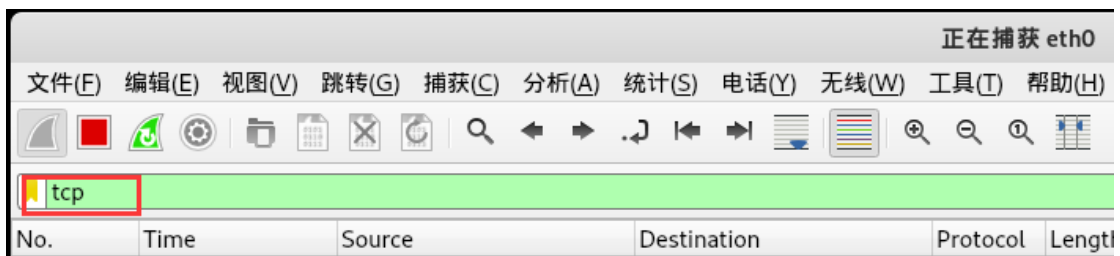 正在捕获 eth0
文件(F) 编辑(E) 视图(V) 跳转(G) 捕获(C) 分析(A) 统计(S) 电话(Y) 无线(W) 工具(T) 帮助(H)
tcp
No. Time Source Destination Protocol Lengt